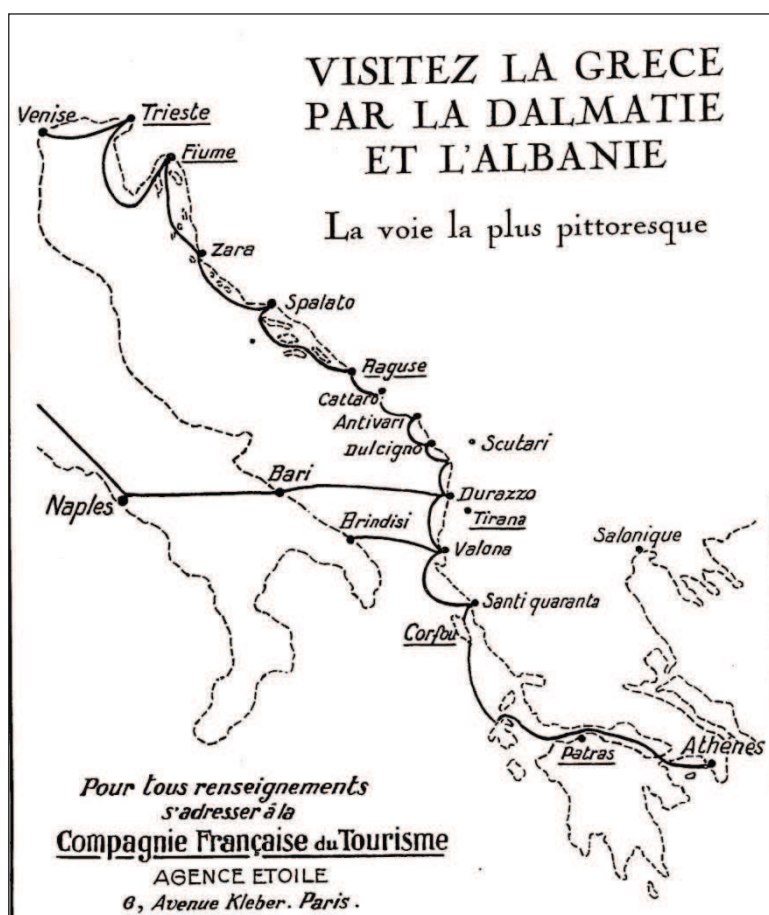 VISITEZ LA GRECE
PAR LA DALMATIE
ET L'ALBANIE
La voie la plus pittoresque
Venise
Trieste
Fiume
Zara
Spalato
Raguse
Cattaro
Antivari
Dulcigno
Scutari
Bari
Naples
Durazzo
Tirana
Brindisi
Valona
Salonique
Santi quaranta
Corfou
Patras
Athènes
Pour tous renseignements
s'adresser à la
Compagnie Française du Tourisme
AGENCE ETOILE
6, Avenue Kleber. Paris.